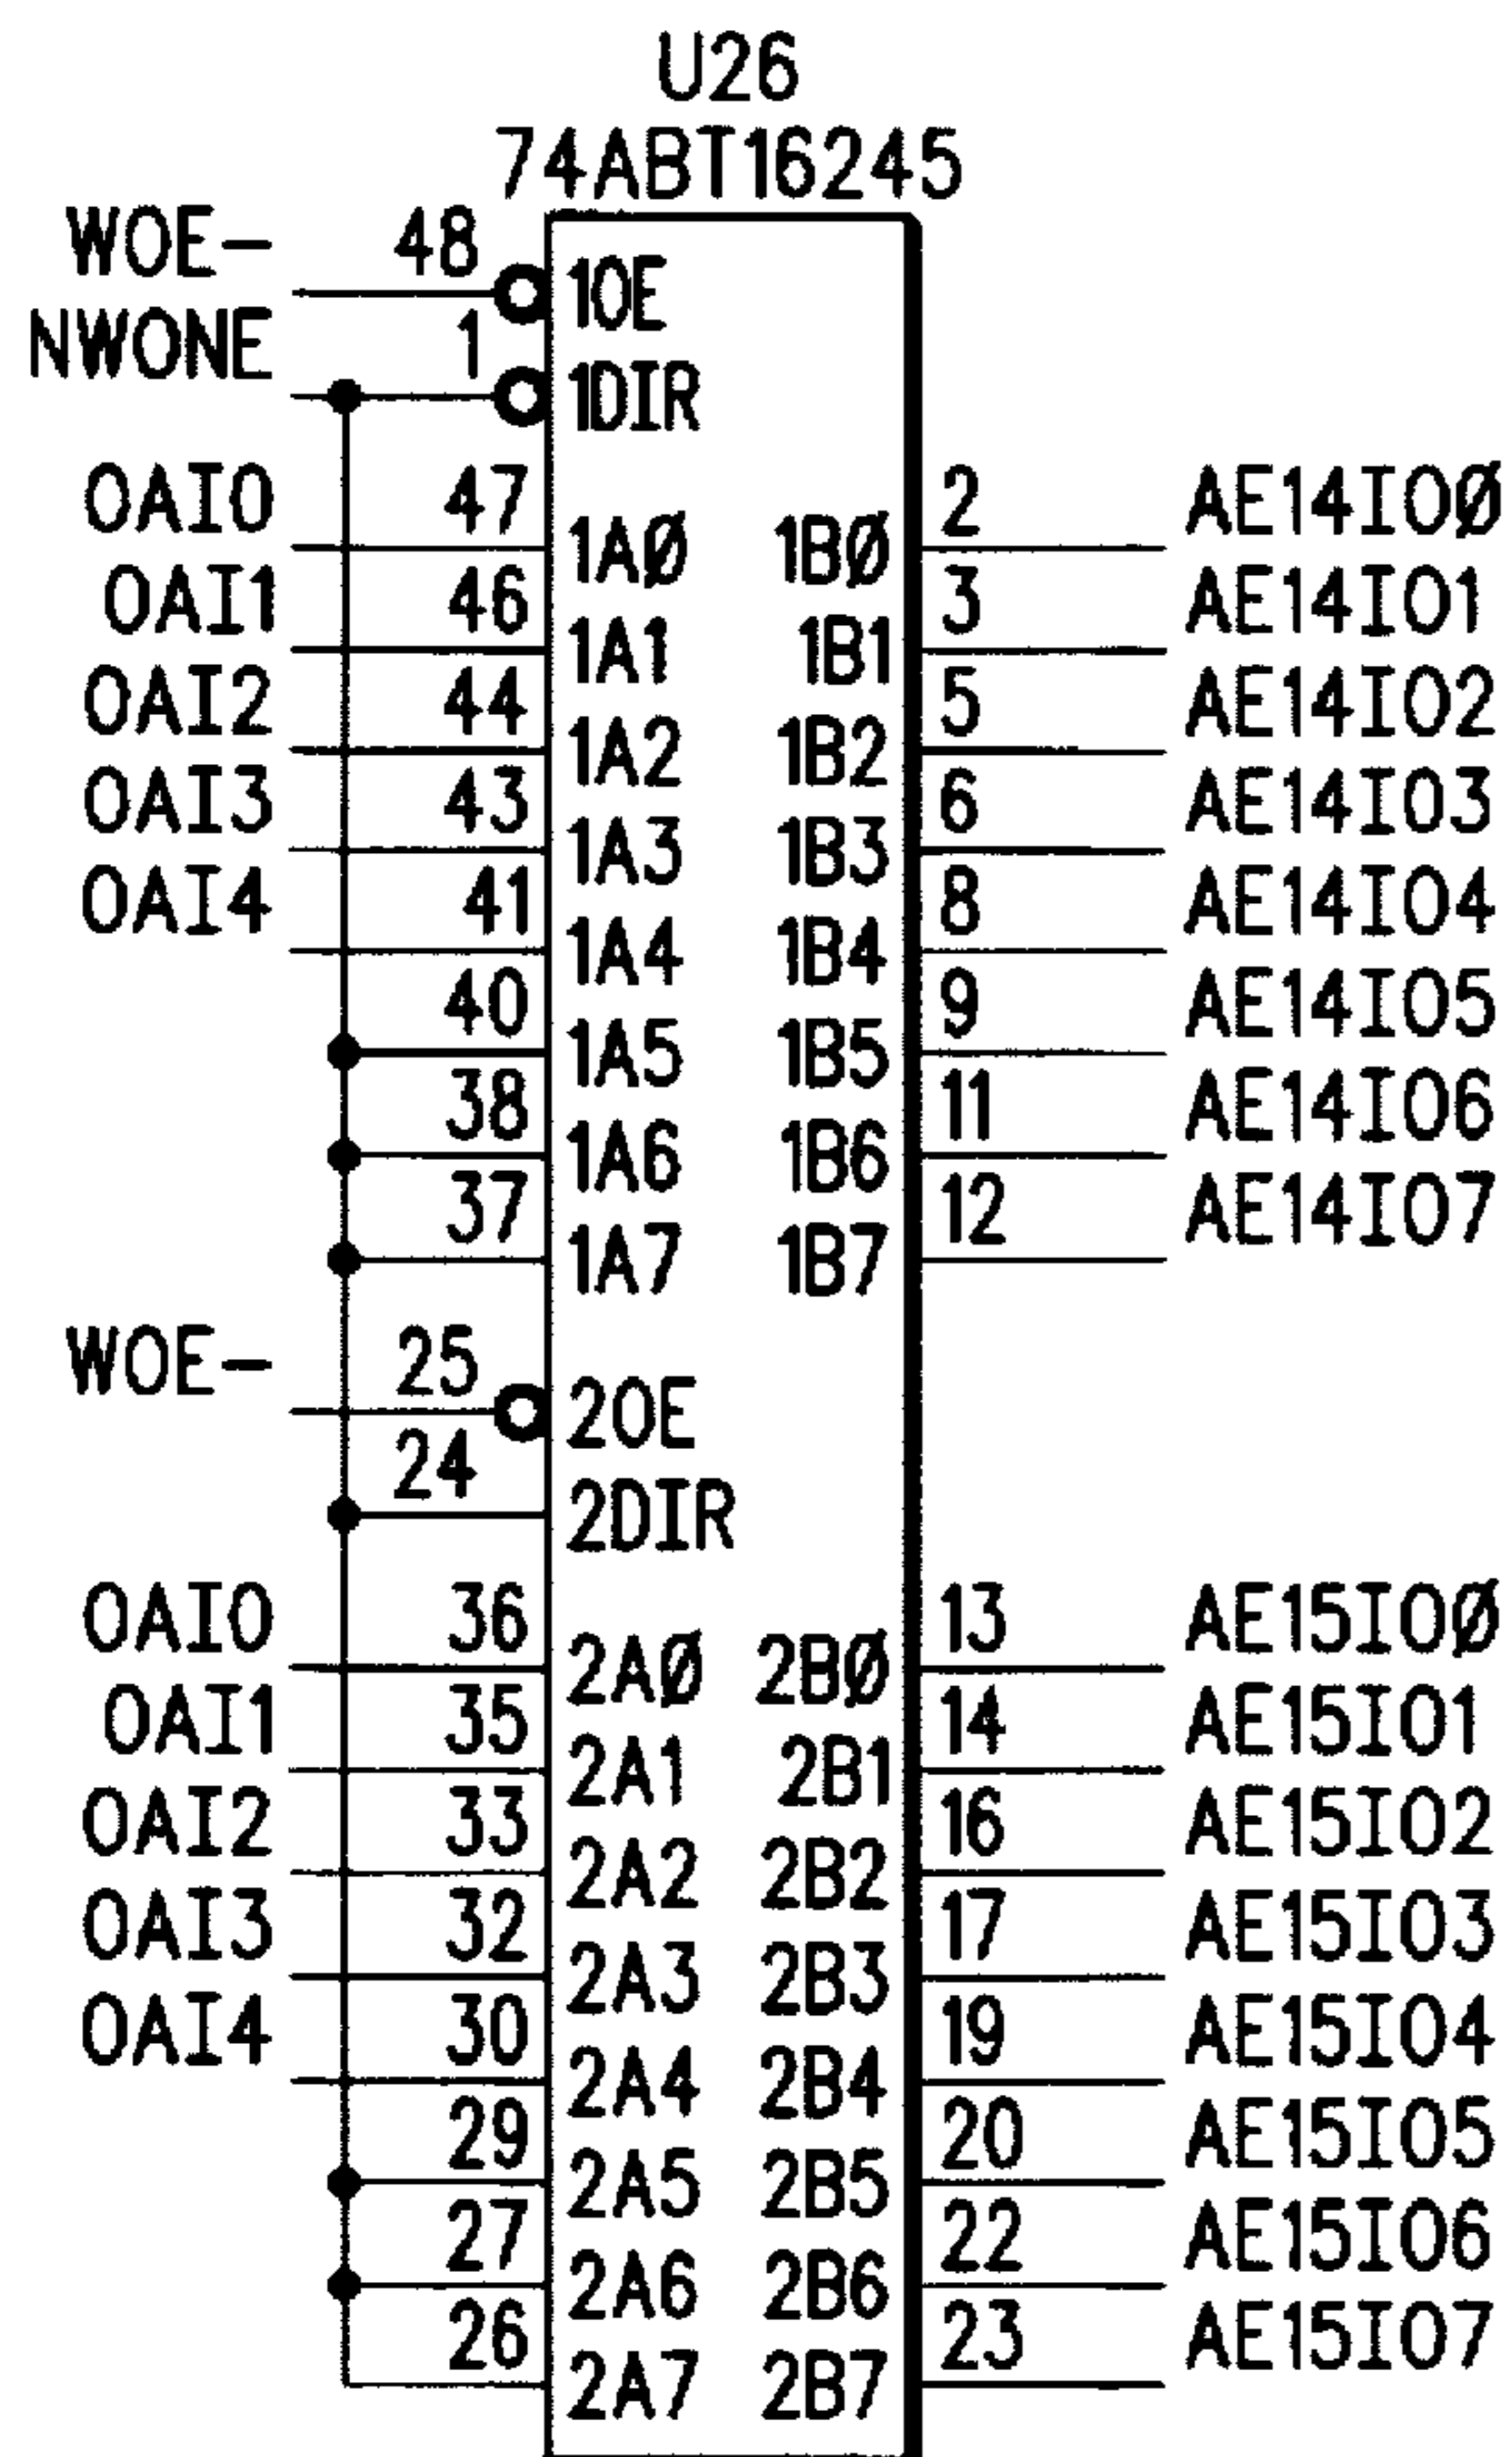 U26
74ABT16245
WOE- 48 1OE
NWONE 1 1DIR
OAI0 47 1AØ 1BØ 2 AE14IOØ
OAI1 46 1A1 1B1 3 AE14IO1
OAI2 44 1A2 1B2 5 AE14IO2
OAI3 43 1A3 1B3 6 AE14IO3
OAI4 41 1A4 1B4 8 AE14IO4
40 1A5 1B5 9 AE14IO5
38 1A6 1B6 11 AE14IO6
37 1A7 1B7 12 AE14IO7
WOE- 25 2OE
24 2DIR
OAI0 36 2AØ 2BØ 13 AE15IOØ
OAI1 35 2A1 2B1 14 AE15IO1
OAI2 33 2A2 2B2 16 AE15IO2
OAI3 32 2A3 2B3 17 AE15IO3
OAI4 30 2A4 2B4 19 AE15IO4
29 2A5 2B5 20 AE15IO5
27 2A6 2B6 22 AE15IO6
26 2A7 2B7 23 AE15IO7